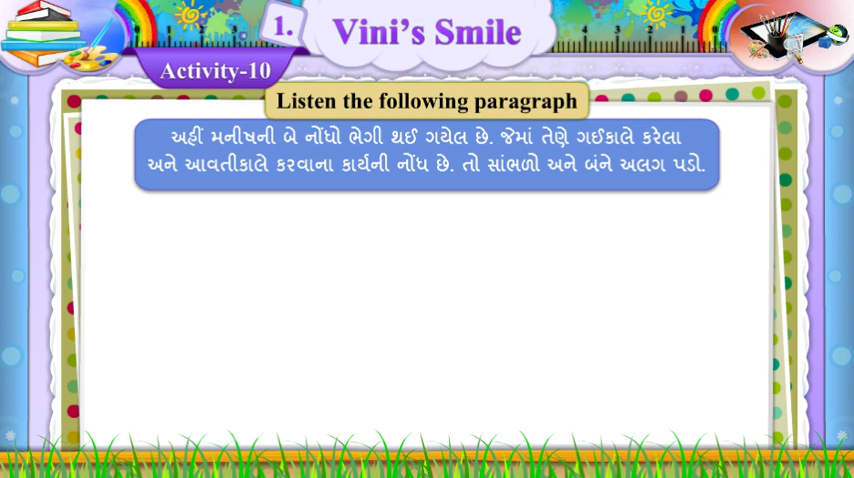 1.
Vini's Smile
Activity-10
Listen the following paragraph
અહીં મનીષની બે નોંધો ભેગી થઈ ગયેલ છે. જેમાં તેણે ગઈકાલે કરેલા
અને આવતીકાલે કરવાના કાર્યની નોંધ છે. તો સાંભળો અને બંને અલગ પડો.